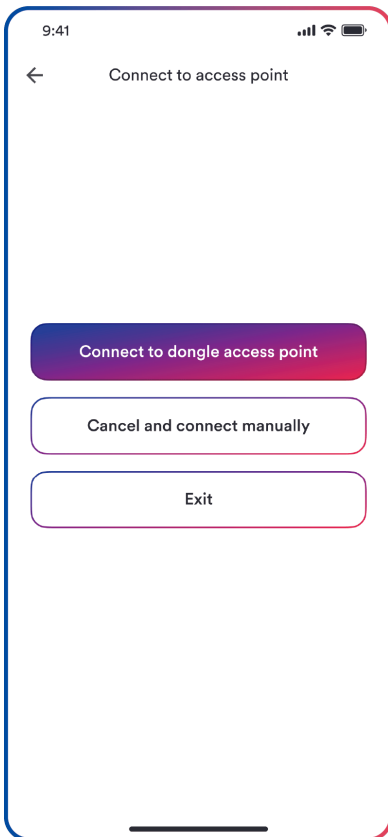 9:41
Connect to access point
Connect to dongle access point
Cancel and connect manually
Exit